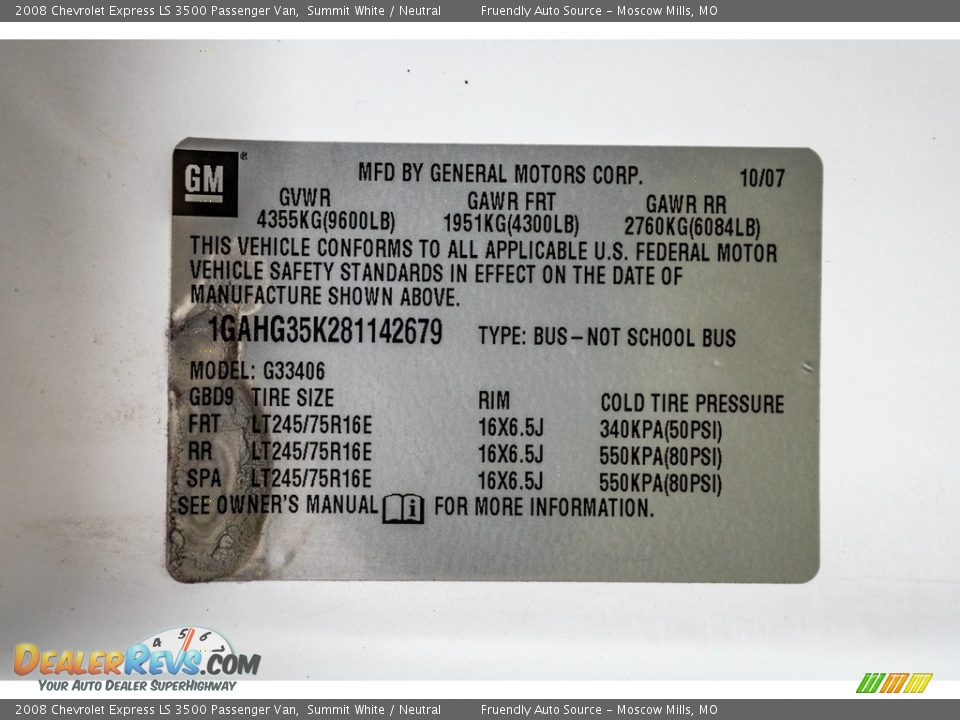 2008 Chevrolet Express LS 3500 Passenger Van, Summit White / Neutral Fruendly Auto Source - Moscow Mills, MO
GM ®
MFD BY GENERAL MOTORS CORP. 10/07
GVWR GAWR FRT GAWR RR
4355KG(9600LB) 1951KG(4300LB) 2760KG(6084LB)
THIS VEHICLE CONFORMS TO ALL APPLICABLE U.S. FEDERAL MOTOR
VEHICLE SAFETY STANDARDS IN EFFECT ON THE DATE OF
MANUFACTURE SHOWN ABOVE.
1GAHG35K281142679 TYPE: BUS–NOT SCHOOL BUS
MODEL: G33406
GBD9 TIRE SIZE RIM COLD TIRE PRESSURE
FRT LT245/75R16E 16X6.5J 340KPA(50PSI)
RR LT245/75R16E 16X6.5J 550KPA(80PSI)
SPA LT245/75R16E 16X6.5J 550KPA(80PSI)
SEE OWNER'S MANUAL i FOR MORE INFORMATION.
4 5 6
DEALERREVS.COM
YOUR AUTO DEALER SUPERHIGHWAY
2008 Chevrolet Express LS 3500 Passenger Van, Summit White / Neutral Fruendly Auto Source - Moscow Mills, MO